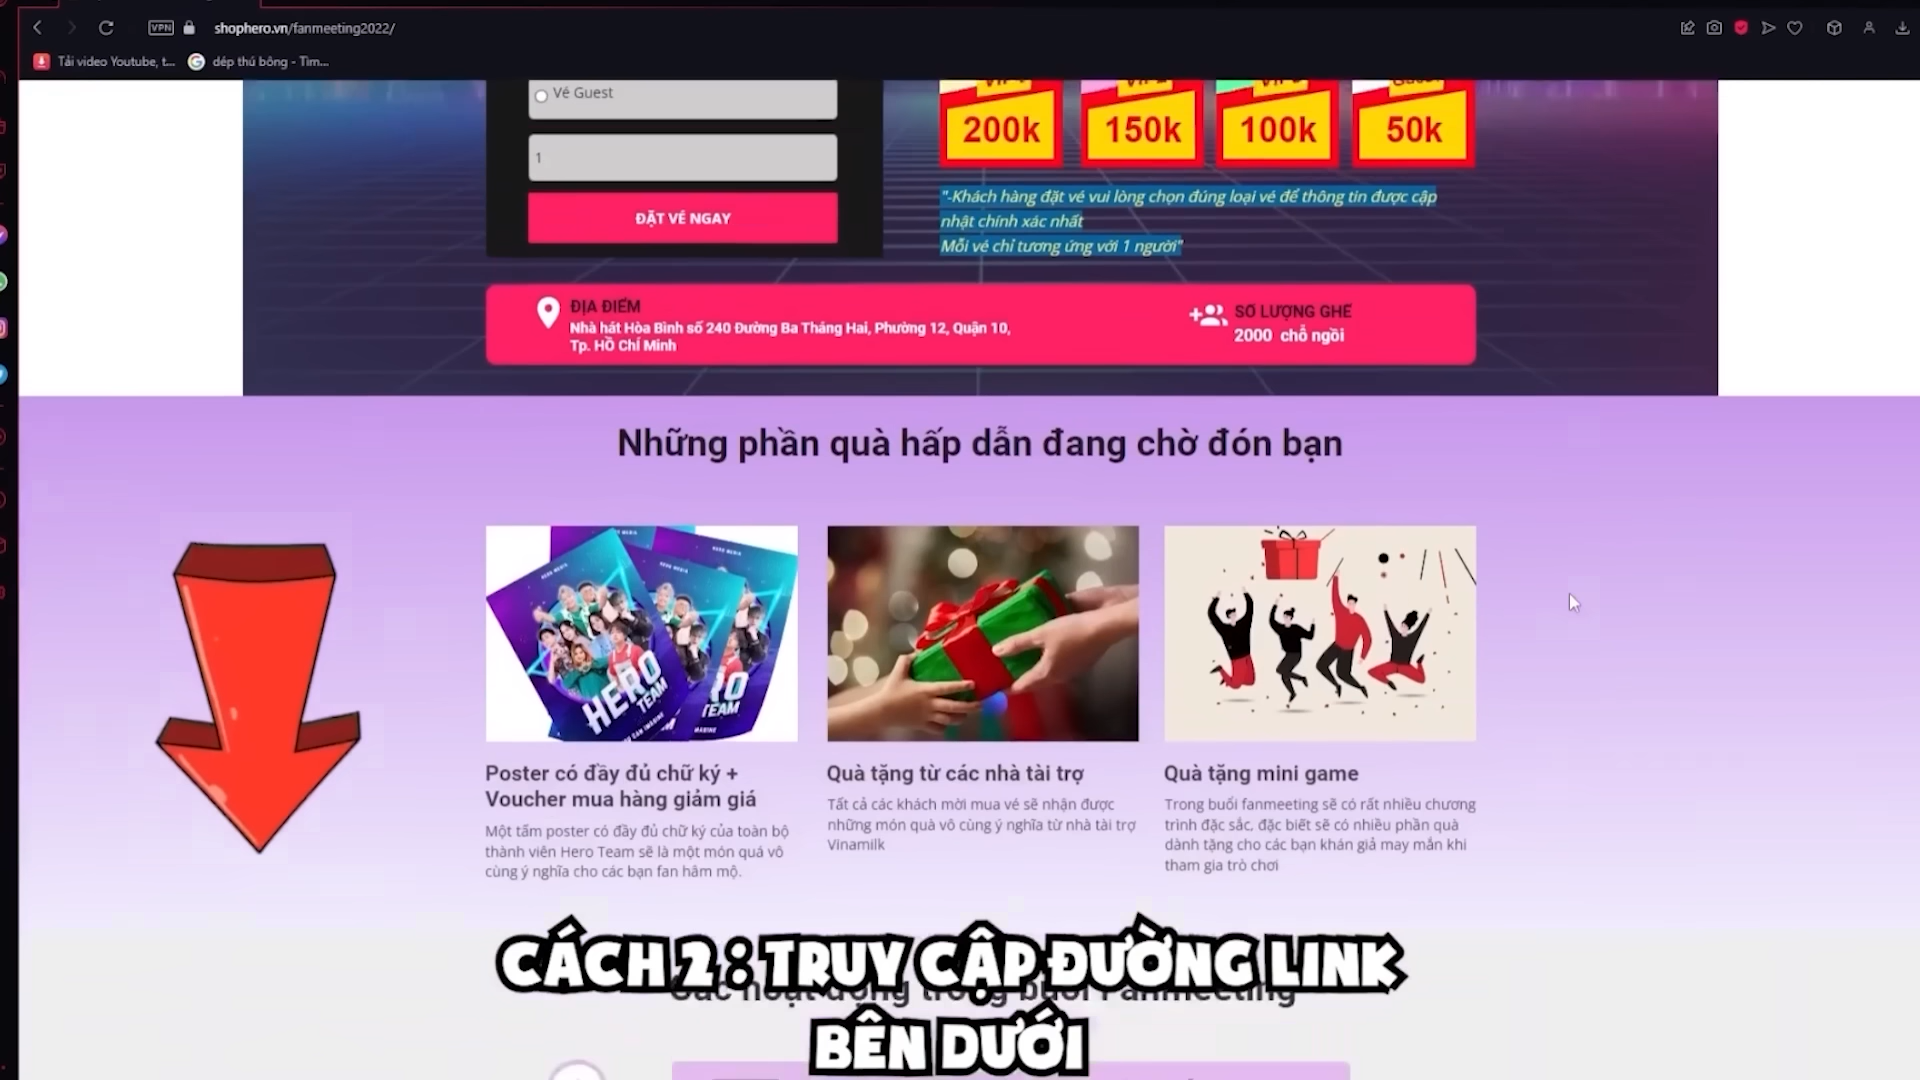 VPN
shophero.vn/fanmeeting2022/
Tải video Youtube, t...
dép thú bông - Tìm...
Vé Guest
1
ĐẶT VÉ NGAY
200k
150k
100k
50k
"-Khách hàng đặt vé vui lòng chọn đúng loại vé để thông tin được cập
nhật chính xác nhất
Mỗi vé chỉ tương ứng với 1 người"
ĐỊA ĐIỂM
Nhà hát Hòa Bình số 240 Đường Ba Tháng Hai, Phường 12, Quận 10,
Tp. HỒ Chí Minh
SỐ LƯỢNG GHẾ
2000 chỗ ngồi
Những phần quà hấp dẫn đang chờ đón bạn
HERO
TEAM
Poster có đầy đủ chữ ký +
Voucher mua hàng giảm giá
Một tấm poster có đầy đủ chữ ký của toàn bộ
thành viên Hero Team sẽ là một món quá vô
cùng ý nghĩa cho các bạn fan hâm mộ.
Quà tặng từ các nhà tài trợ
Tất cả các khách mời mua vé sẽ nhận được
những món quà vô cùng ý nghĩa từ nhà tài trợ
Vinamilk
Quà tặng mini game
Trong buổi fanmeeting sẽ có rất nhiều chương
trình đặc sắc, đặc biệt sẽ có nhiều phần quà
dành tặng cho các bạn khán giả may mắn khi
tham gia trò chơi
CÁCH 2 : TRUY CẬP ĐƯỜNG LINK
BÊN DƯỚI